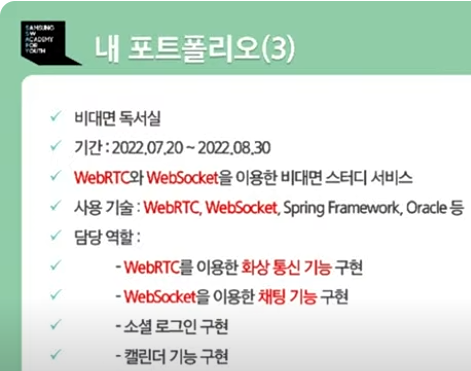 SAMSUNG
SW
ACADEMY
FOR
YOUTH
내 포트폴리오(3)
✓ 비대면 독서실
✓ 기간 : 2022.07.20 ~ 2022.08.30
✓ WebRTC와 WebSocket을 이용한 비대면 스터디 서비스
✓ 사용 기술 : WebRTC, WebSocket, Spring Framework, Oracle 등
✓ 담당 역할 :
✓ - WebRTC를 이용한 화상 통신 기능 구현
✓ - WebSocket을 이용한 채팅 기능 구현
✓ - 소셜 로그인 구현
✓ - 캘린더 기능 구현